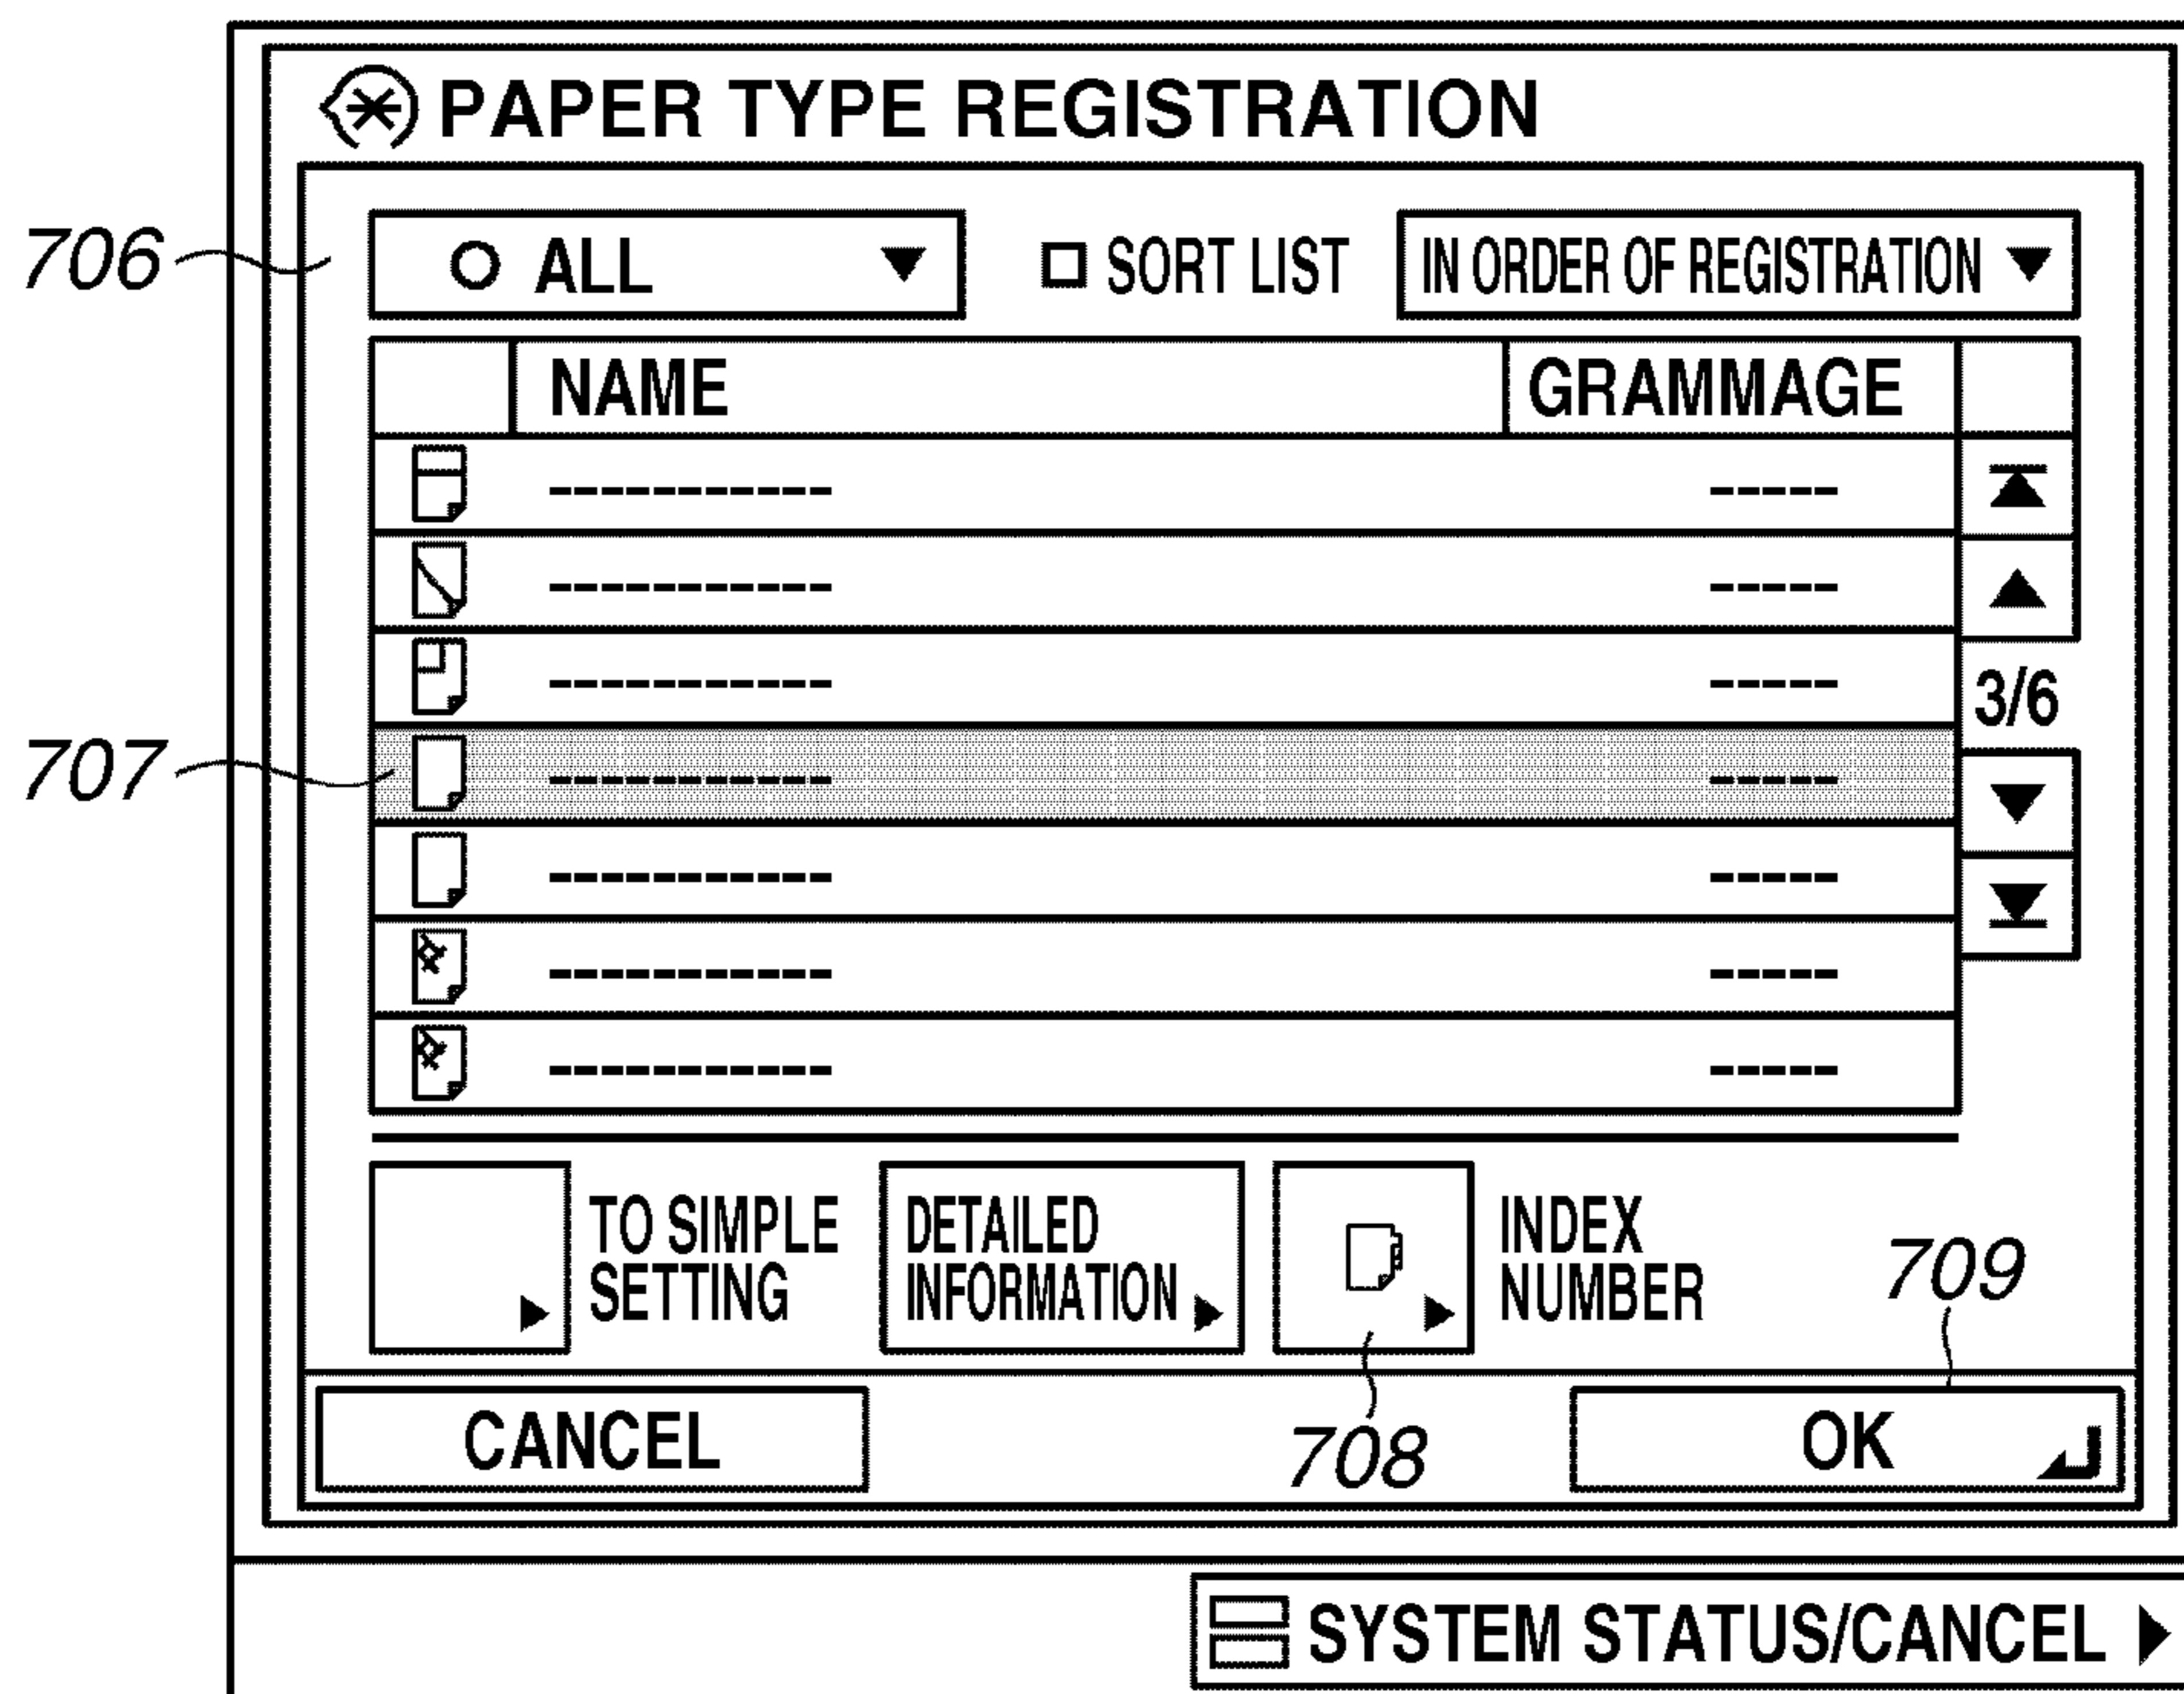 PAPER TYPE REGISTRATION
706
ALL
SORT LIST
IN ORDER OF REGISTRATION
NAME
GRAMMAGE
-----------
-----
-----------
-----
-----------
-----
3/6
707
-----------
-----
-----------
-----
-----------
-----
-----------
-----
TO SIMPLE
SETTING
DETAILED
INFORMATION
INDEX
NUMBER
709
CANCEL
708
OK
SYSTEM STATUS/CANCEL